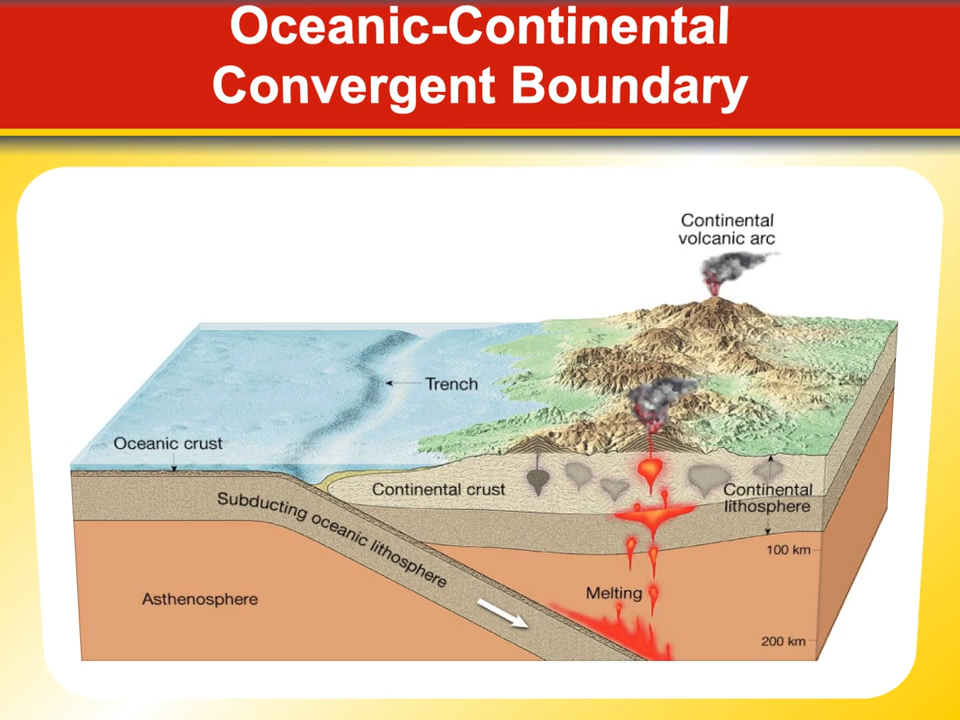 Oceanic-Continental
Convergent Boundary
Continental
volcanic arc
Trench
Oceanic crust
Continental crust
Continental
lithosphere
Subducting oceanic lithosphere
100 km
Melting
Asthenosphere
200 km